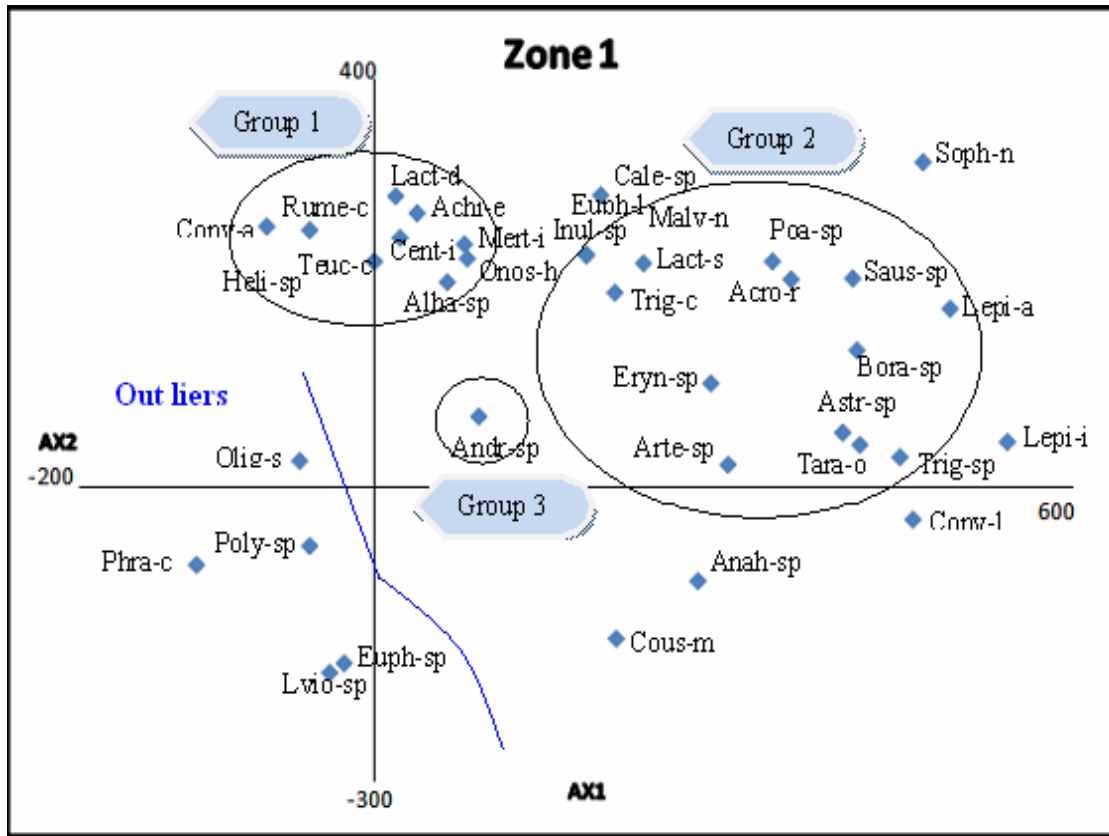 Zone 1
400
Group 1
Group 2
Soph-n
Lact-d
Cale-sp
Achi-e
Euph-l
Malv-n
Rume-c
Conv-a
Inul-sp
Poa-sp
Mert-i
Cent-i
Teuc-c
Onos-h
Lact-s
Saus-sp
Heli-sp
Acro-r
Alha-sp
Trig-c
Lepi-a
Bora-sp
Eryn-sp
Out liers
Astr-sp
AX2
Andr-sp
Arte-sp
Lepi-i
Olig-s
Tara-o
Trig-sp
-200
Group 3
600
Conv-l
Poly-sp
Phra-c
Anah-sp
Cous-m
Euph-sp
-300
AX1